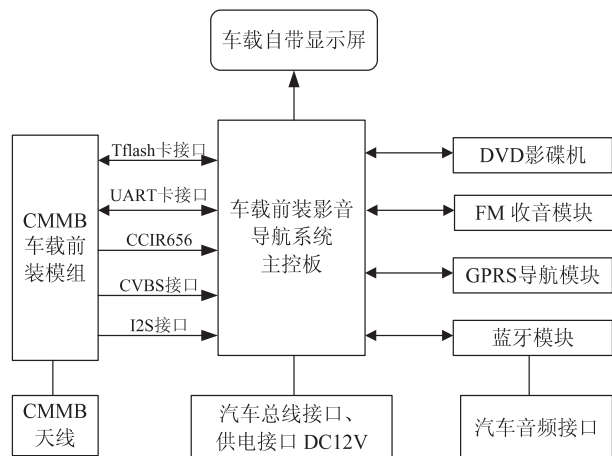 车载自带显示屏
CMMB
车载前
装模组
Tflash卡接口
UART卡接口
CCIR656
CVBS接口
I2S接口
车载前装影音
导航系统
主控板
DVD影碟机
FM 收音模块
GPRS导航模块
蓝牙模块
CMMB
天线
汽车总线接口、
供电接口 DC12V
汽车音频接口